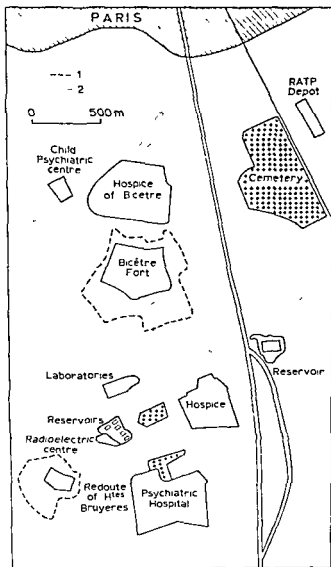 PARIS
1
2
0 500 m
RATP
Depot
Child
Psychiatric
centre
Hospice
of Bicetre
Cemetery
Bicêtre
Fort
Reservoir
Laboratories
Hospice
Reservoirs
Radioelectric
centre
Redoute of Htes
Bruyeres
Psychiatric
Hospital